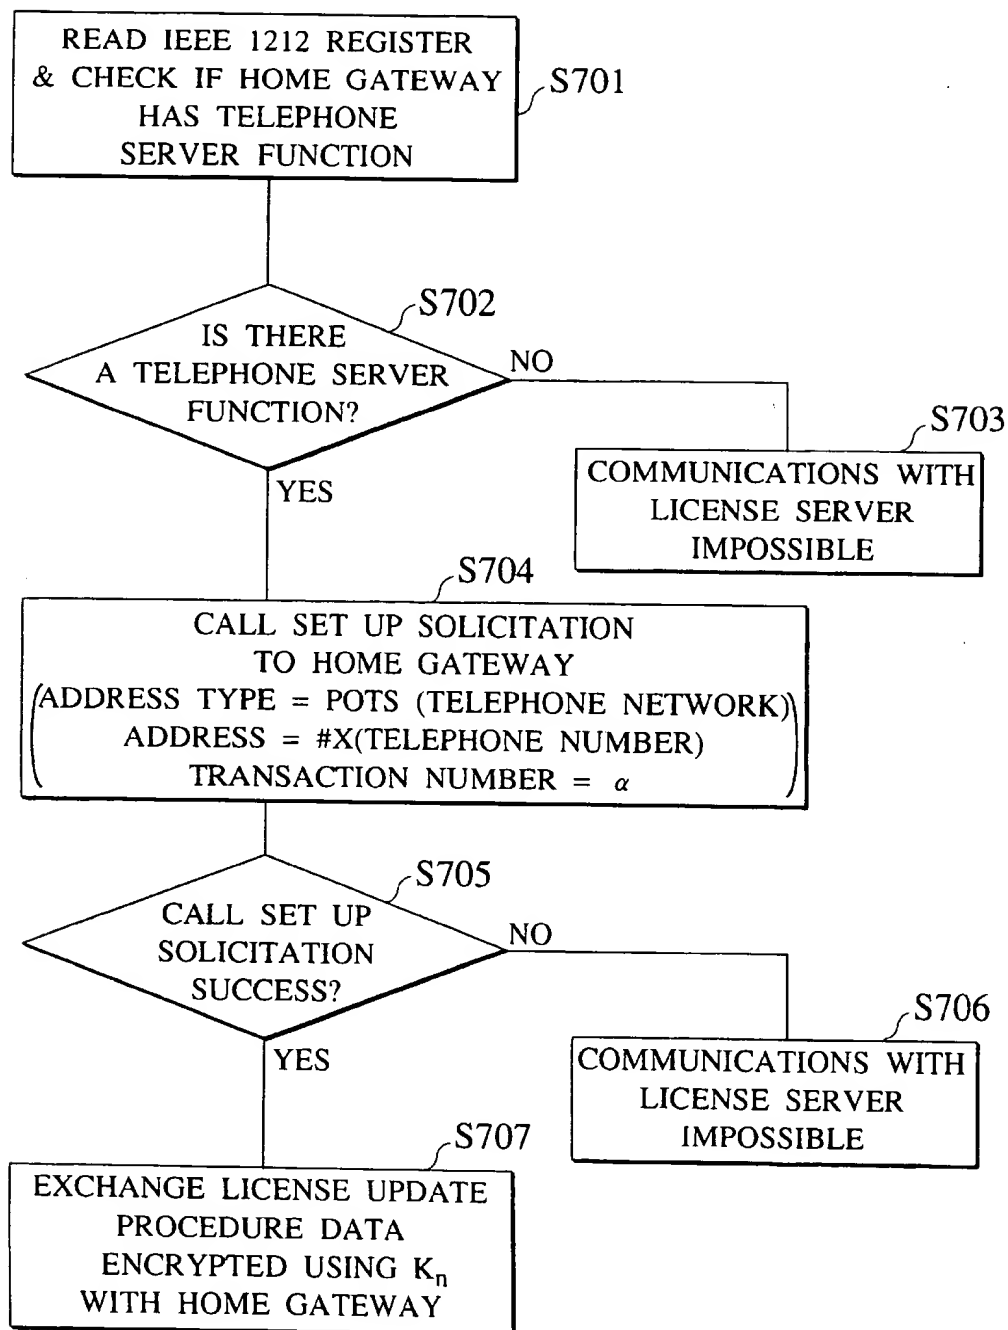 READ IEEE 1212 REGISTER
& CHECK IF HOME GATEWAY
HAS TELEPHONE
SERVER FUNCTION
S701
S702
IS THERE
A TELEPHONE SERVER
FUNCTION?
NO
YES
S703
COMMUNICATIONS WITH
LICENSE SERVER
IMPOSSIBLE
S704
CALL SET UP SOLICITATION
TO HOME GATEWAY
(ADDRESS TYPE = POTS (TELEPHONE NETWORK)
ADDRESS = #X(TELEPHONE NUMBER)
TRANSACTION NUMBER = α)
S705
CALL SET UP
SOLICITATION
SUCCESS?
NO
YES
S706
COMMUNICATIONS WITH
LICENSE SERVER
IMPOSSIBLE
S707
EXCHANGE LICENSE UPDATE
PROCEDURE DATA
ENCRYPTED USING Kn
WITH HOME GATEWAY